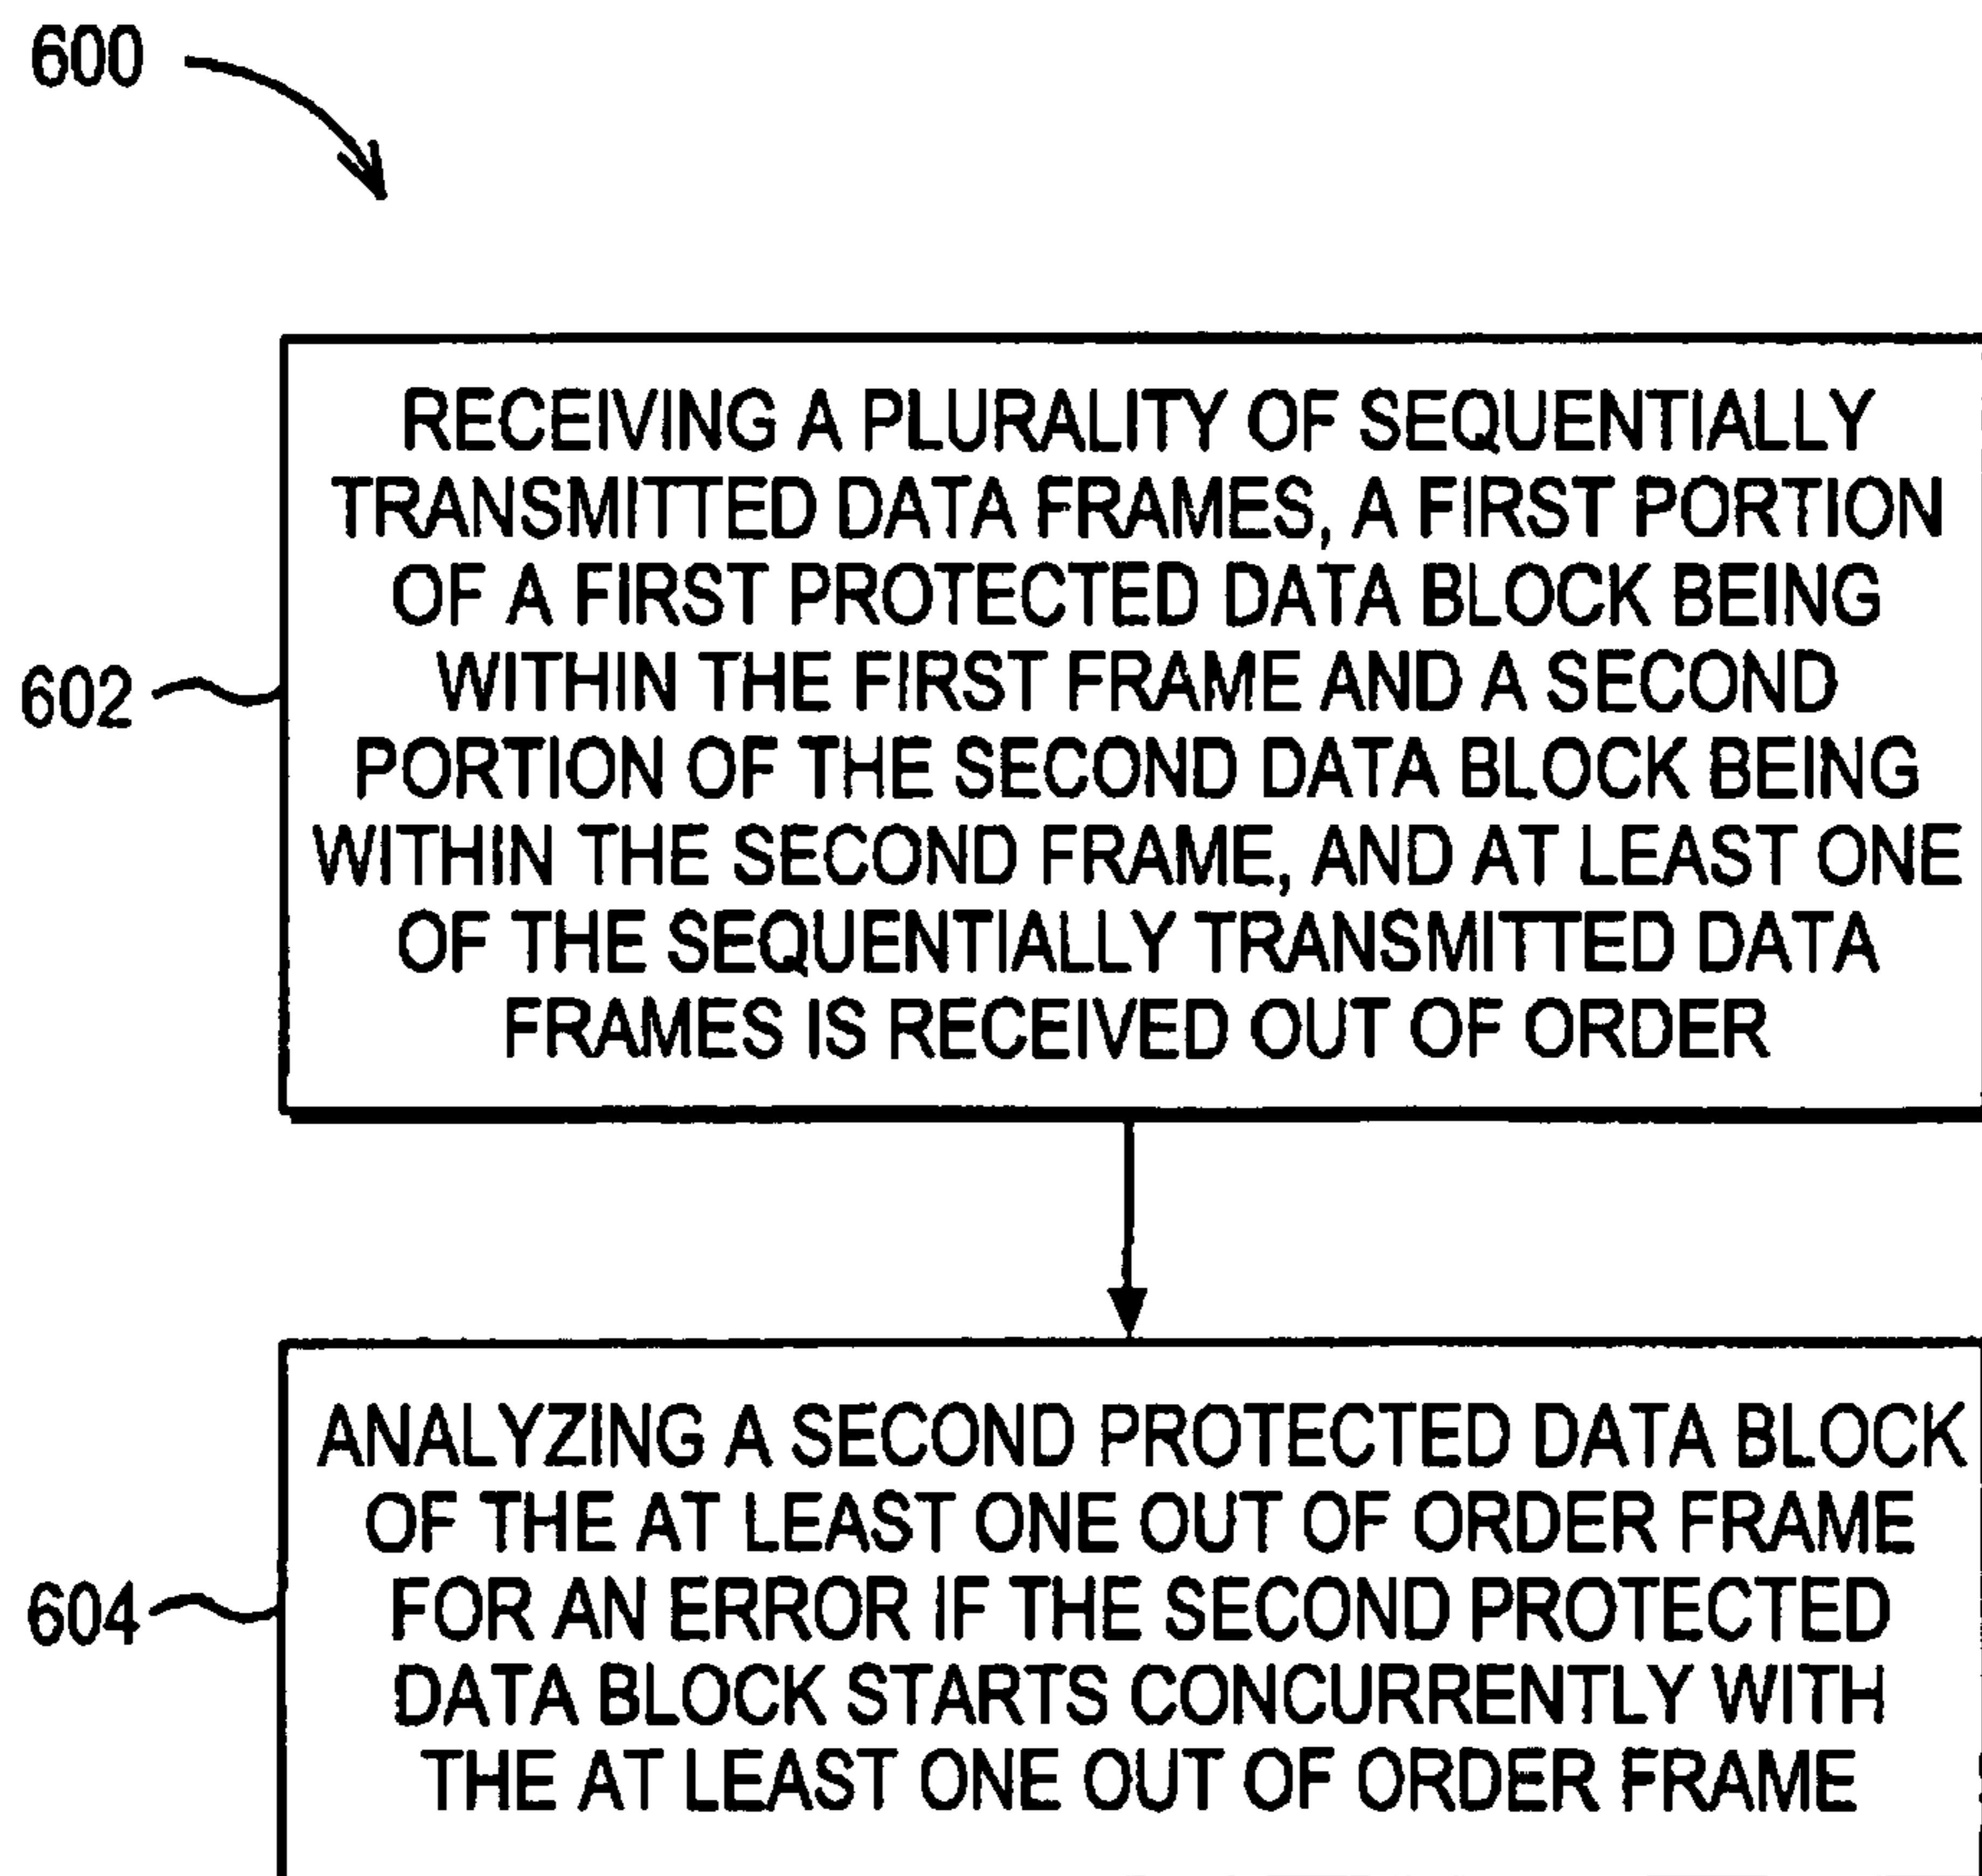 600
RECEIVING A PLURALITY OF SEQUENTIALLY
TRANSMITTED DATA FRAMES, A FIRST PORTION
OF A FIRST PROTECTED DATA BLOCK BEING
WITHIN THE FIRST FRAME AND A SECOND
PORTION OF THE SECOND DATA BLOCK BEING
WITHIN THE SECOND FRAME, AND AT LEAST ONE
OF THE SEQUENTIALLY TRANSMITTED DATA
FRAMES IS RECEIVED OUT OF ORDER
602
ANALYZING A SECOND PROTECTED DATA BLOCK
OF THE AT LEAST ONE OUT OF ORDER FRAME
FOR AN ERROR IF THE SECOND PROTECTED
DATA BLOCK STARTS CONCURRENTLY WITH
THE AT LEAST ONE OUT OF ORDER FRAME
604